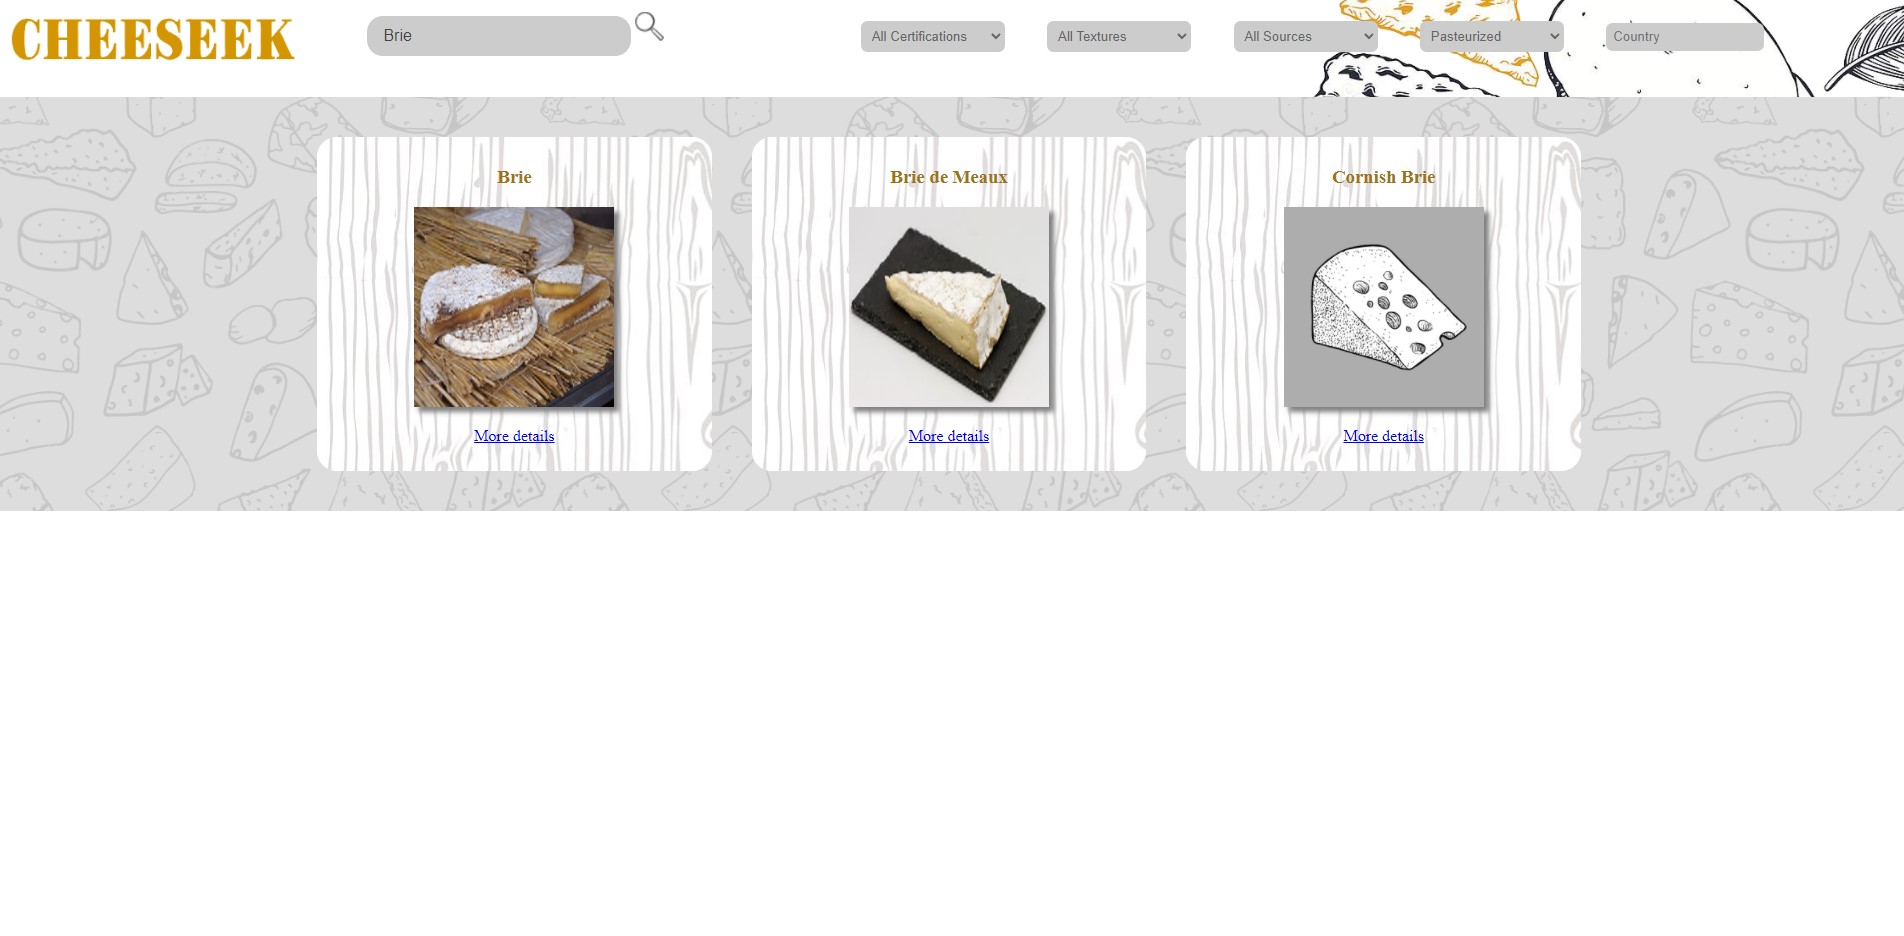 CHEESEEK
Brie
All Certifications
All Textures
All Sources
Pasteurized
Country
Brie
Brie de Meaux
Cornish Brie
More details
More details
More details